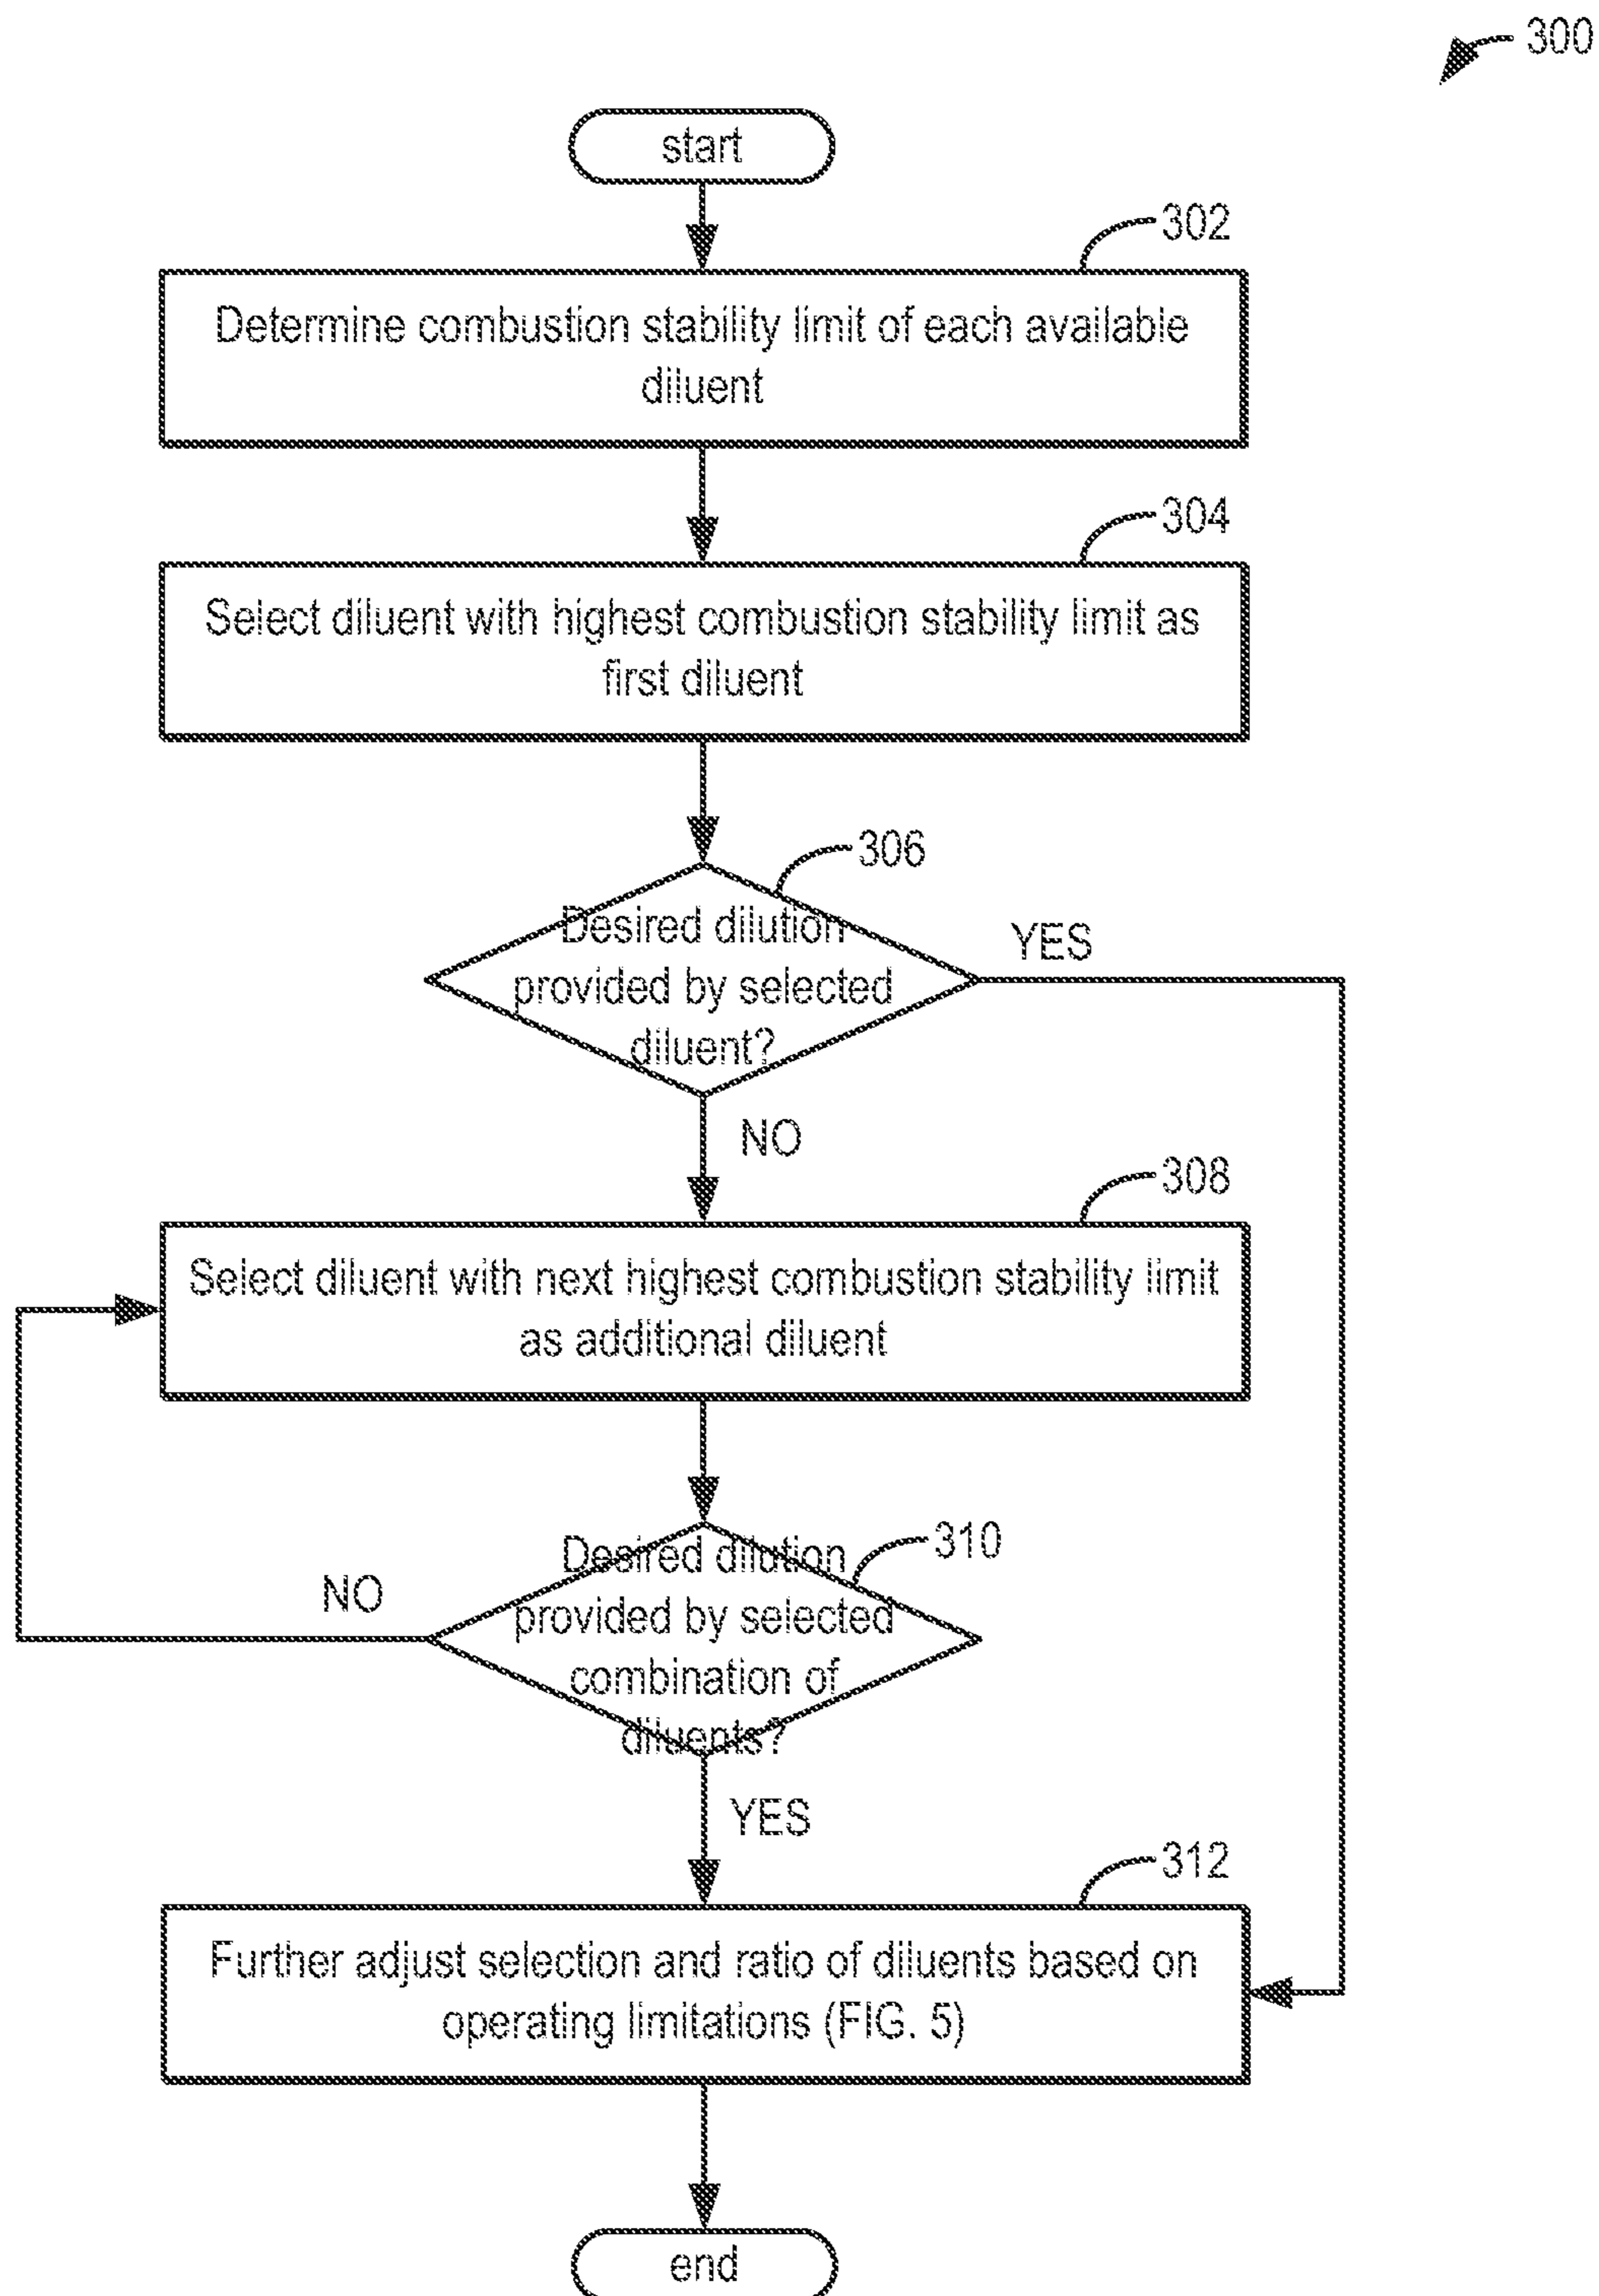 300
start
302
Determine combustion stability limit of each available
diluent
304
Select diluent with highest combustion stability limit as
first diluent
306
Desired dilution
provided by selected
diluent?
YES
NO
308
Select diluent with next highest combustion stability limit
as additional diluent
310
Desired dilution
provided by selected
combination of
diluents?
NO
YES
312
Further adjust selection and ratio of diluents based on
operating limitations (FIG. 5)
end